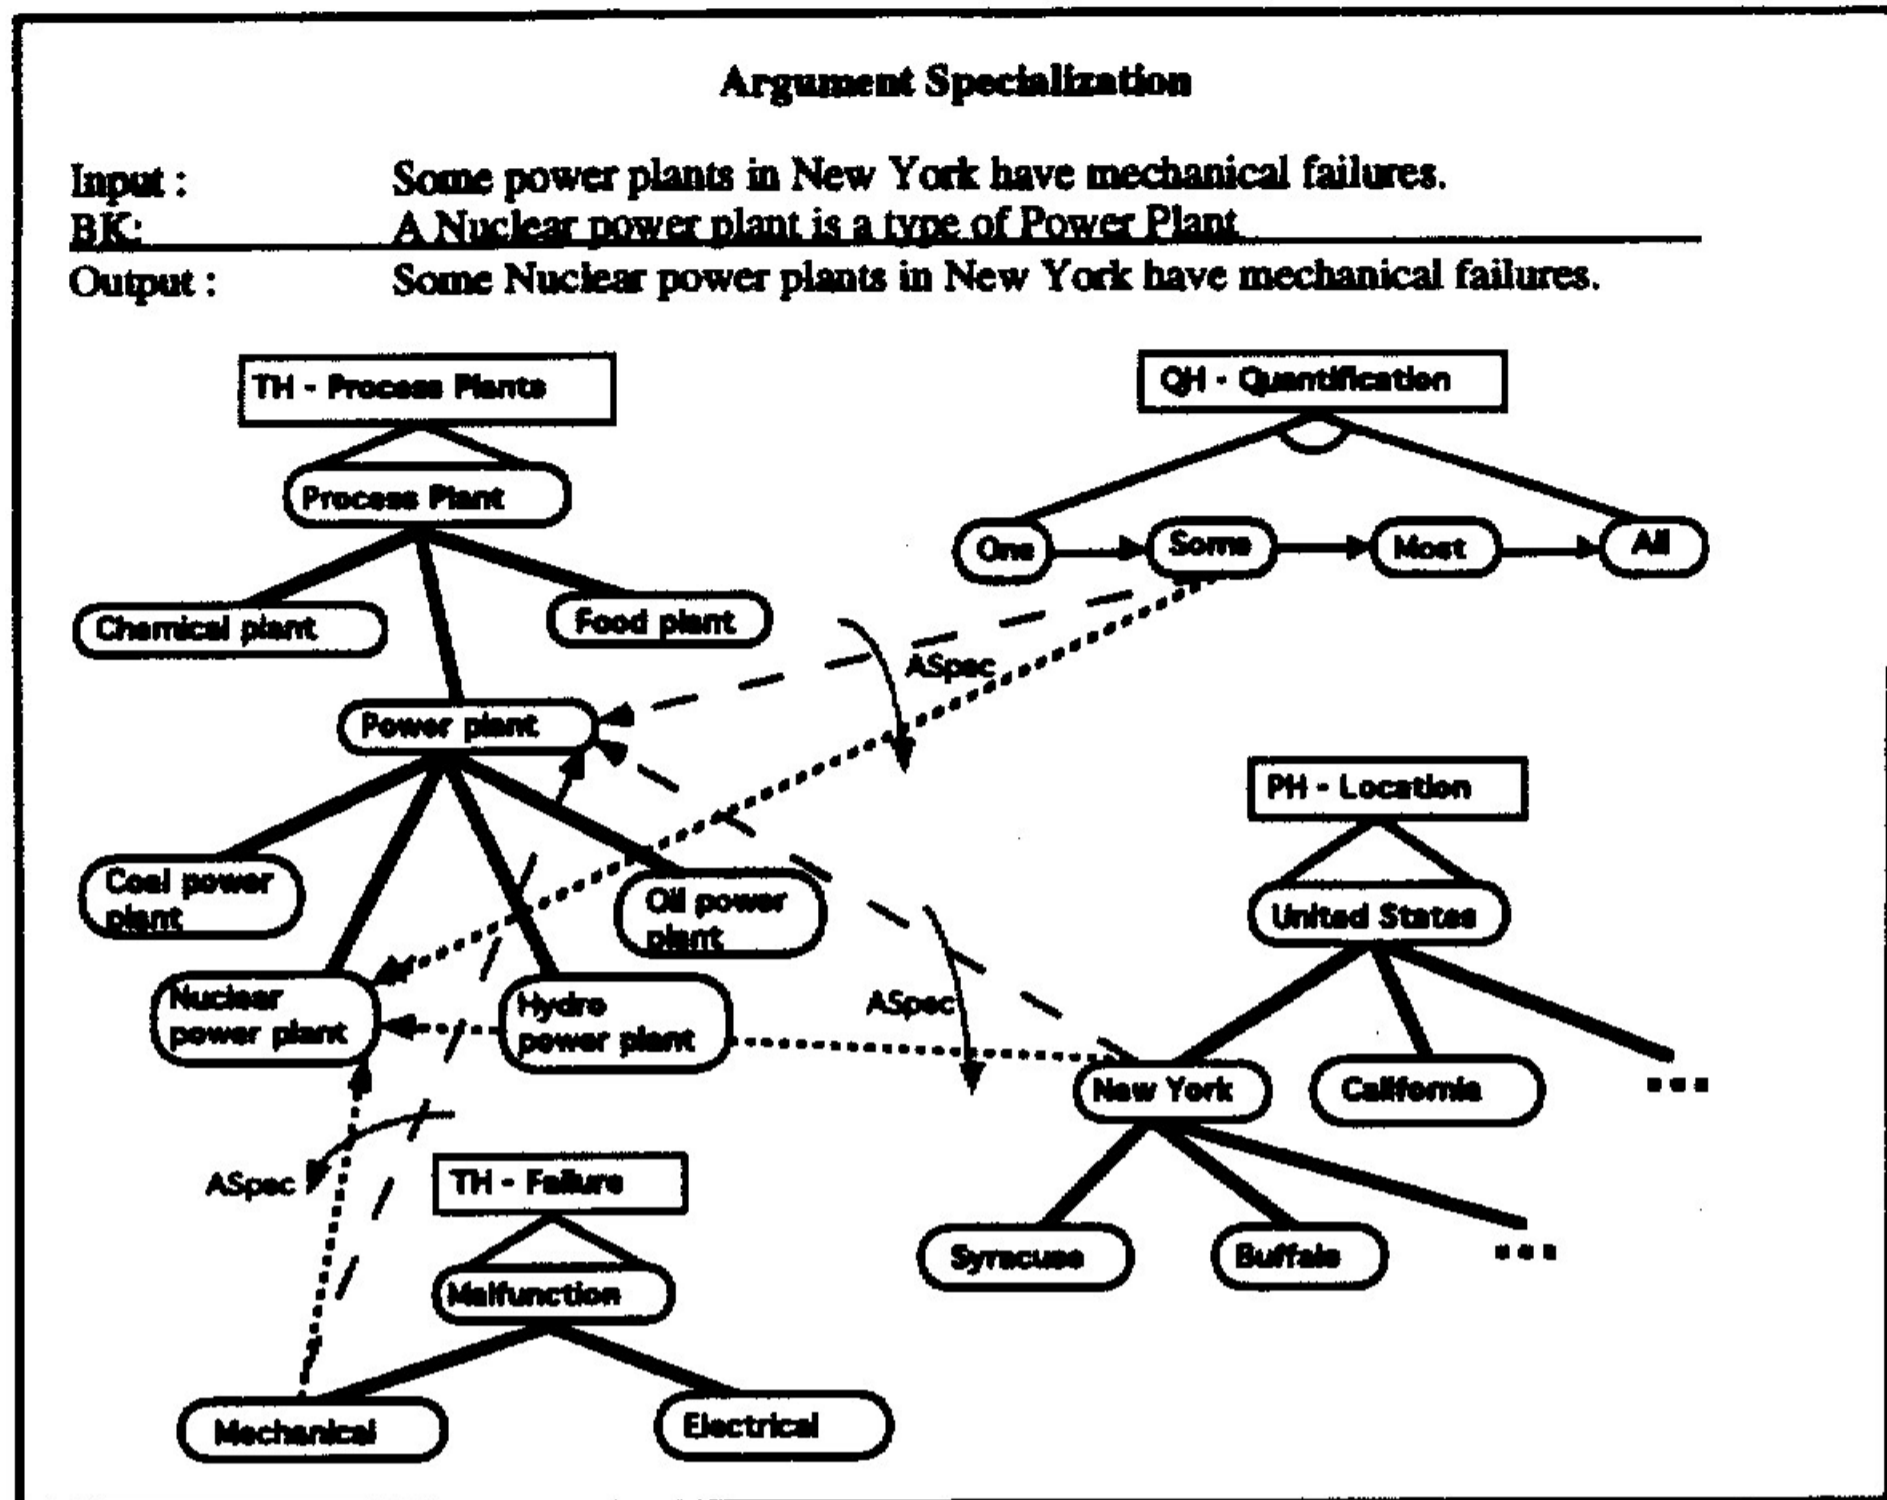 Argument Specialization
Input : Some power plants in New York have mechanical failures.
BK: A Nuclear power plant is a type of Power Plant
Output : Some Nuclear power plants in New York have mechanical failures.
TH - Process Plants
QH - Quantification
Process Plant
One
Some
Most
All
Chemical plant
Food plant
ASpec
Power plant
PH - Location
Coal power
plant
Oil power
plant
United States
Nuclear
power plant
Hydro
power plant
ASpec
New York
California
...
ASpec
TH - Failure
Syracuse
Buffalo
...
Malfunction
Mechanical
Electrical